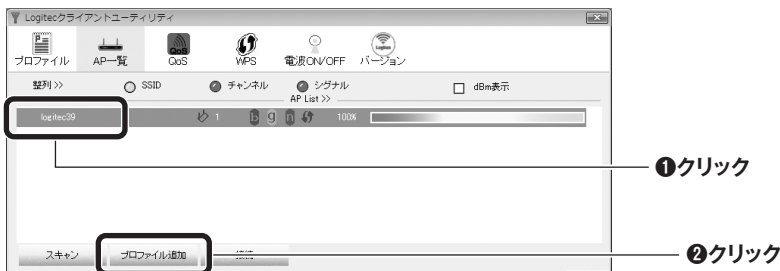 Logitecクライアントユーティリティ
プロファイル AP一覧 QoS WPS 電波ON/OFF バージョン
整列 >> SSID チャンネル シグナル dBm表示
AP List >>
logitec39 1 b g n 100%
❶クリック
スキャン プロファイル追加 接続
❷クリック